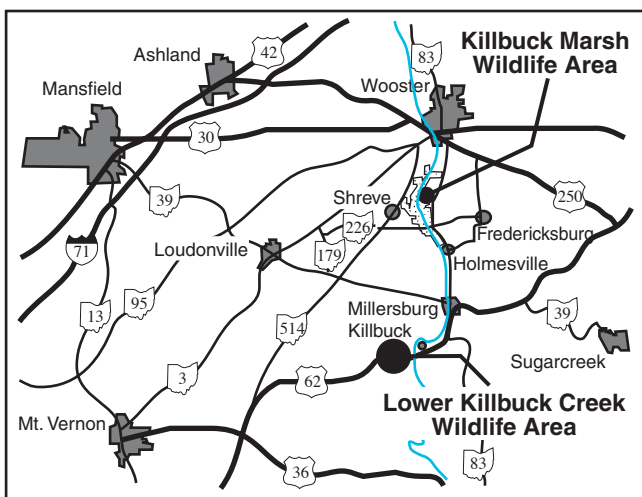 Killbuck Marsh
Wildlife Area
42
83
Ashland
Wooster
Mansfield
30
39
Shreve
250
226
Fredericksburg
71
Loudonville
179
Holmesville
95
13
Millersburg
Killbuck
39
514
3
62
Sugarcreek
Lower Killbuck Creek
Wildlife Area
Mt. Vernon
36
83